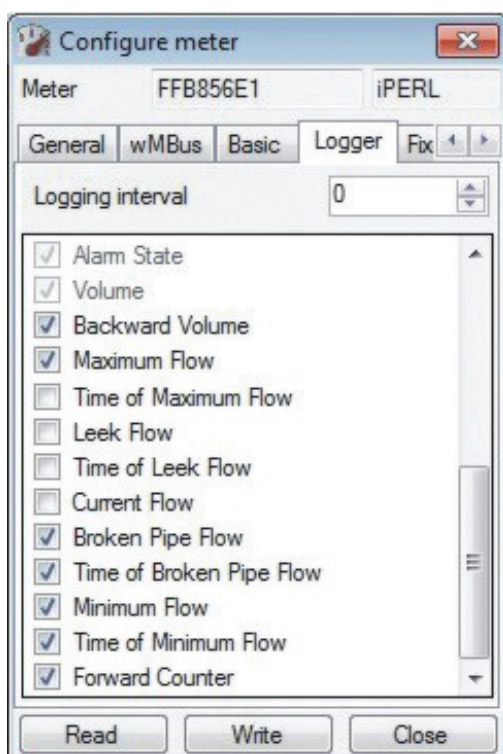 Configure meter
Meter FFB856E1 iPERL
General wMBus Basic Logger Fix
Logging interval 0
Alarm State
Volume
Backward Volume
Maximum Flow
Time of Maximum Flow
Leek Flow
Time of Leek Flow
Current Flow
Broken Pipe Flow
Time of Broken Pipe Flow
Minimum Flow
Time of Minimum Flow
Forward Counter
Read Write Close